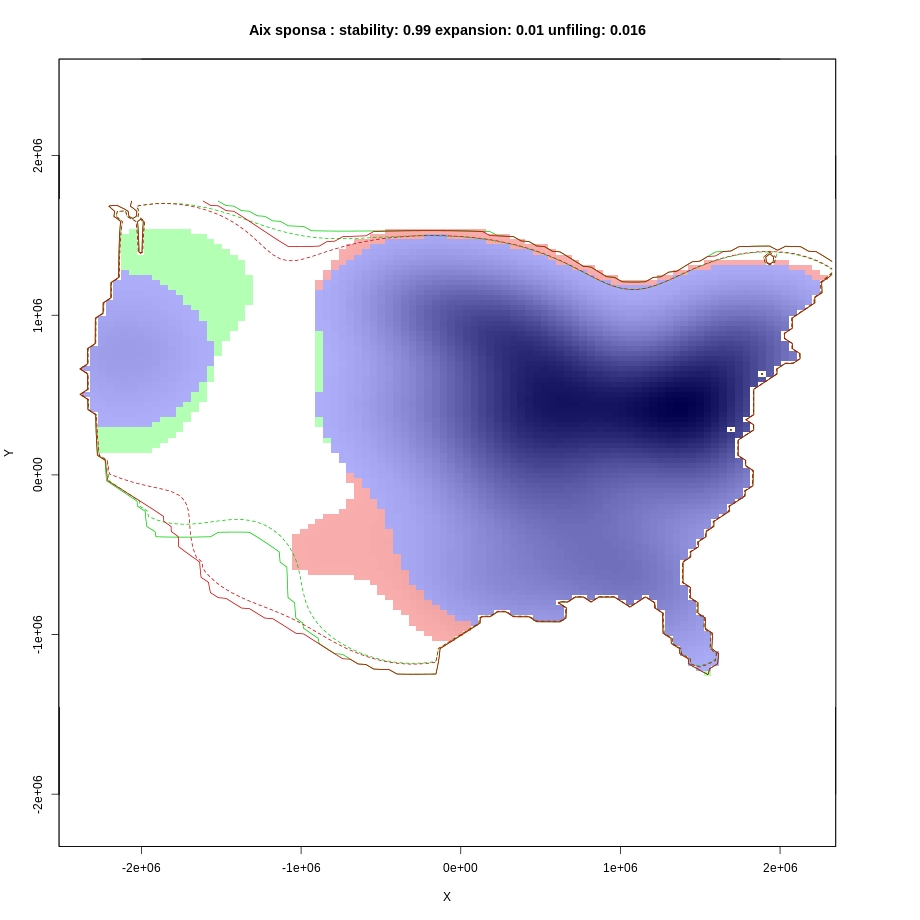 Aix sponsa : stability: 0.99 expansion: 0.01 unfiling: 0.016
2e+06
1e+06
0e+00
-1e+06
-2e+06
Y
-2e+06 -1e+06 0e+00 1e+06 2e+06
X